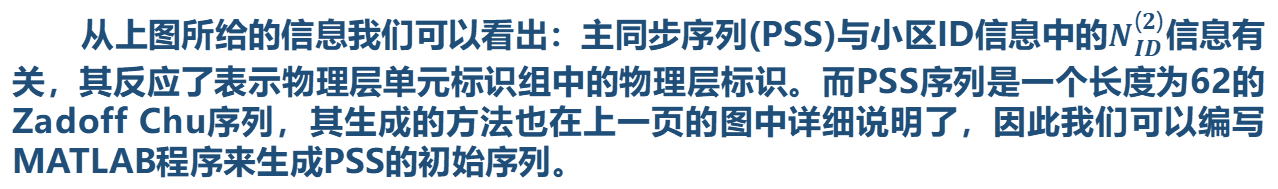 从上图所给的信息我们可以看出：主同步序列(PSS)与小区ID信息中的$N_{ID}^{(2)}$信息有
关，其反应了表示物理层单元标识组中的物理层标识。而PSS序列是一个长度为62的
Zadoff Chu序列，其生成的方法也在上一页的图中详细说明了，因此我们可以编写
MATLAB程序来生成PSS的初始序列。